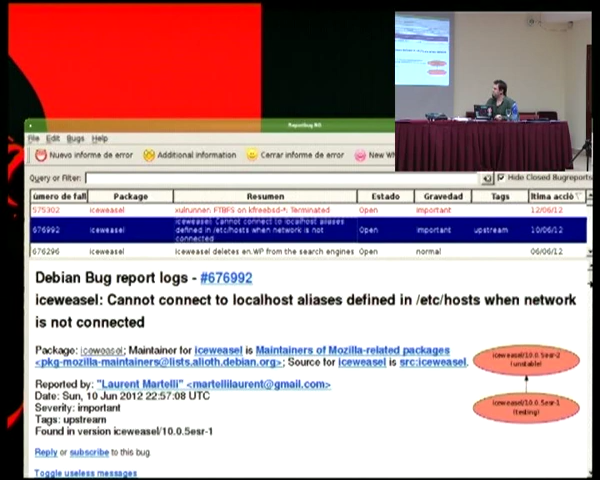 Reportbug NG
File Edit Bugs Help
Nuevo informe de error Additional information Cerrar informe de error New
Query or Filter: Hide Closed Bugreports
úmero de fall Package Resumen Estado Gravedad Tags ltima acció
575302 iceweasel xulrunner: FTBFS on kfreebsd-*: Terminated Open important 12/06/12
676992 iceweasel iceweasel: Cannot connect to localhost aliases defined in /etc/hosts when network is not connected Open important upstream 10/06/12
676296 iceweasel iceweasel deletes en.WP from the search engines Open normal 06/06/12
Debian Bug report logs - #676992
iceweasel: Cannot connect to localhost aliases defined in /etc/hosts when network
is not connected
Package: iceweasel; Maintainer for iceweasel is Maintainers of Mozilla-related packages
<pkg-mozilla-maintainers@lists.alioth.debian.org>; Source for iceweasel is src:iceweasel.
Reported by: "Laurent Martelli" <martellilaurent@gmail.com>
Date: Sun, 10 Jun 2012 22:57:08 UTC
Severity: important
Tags: upstream
Found in version iceweasel/10.0.5esr-1
Reply or subscribe to this bug.
Toggle useless messages
iceweasel/10.0.5esr-2
(unstable)
iceweasel/10.0.5esr-1
(testing)